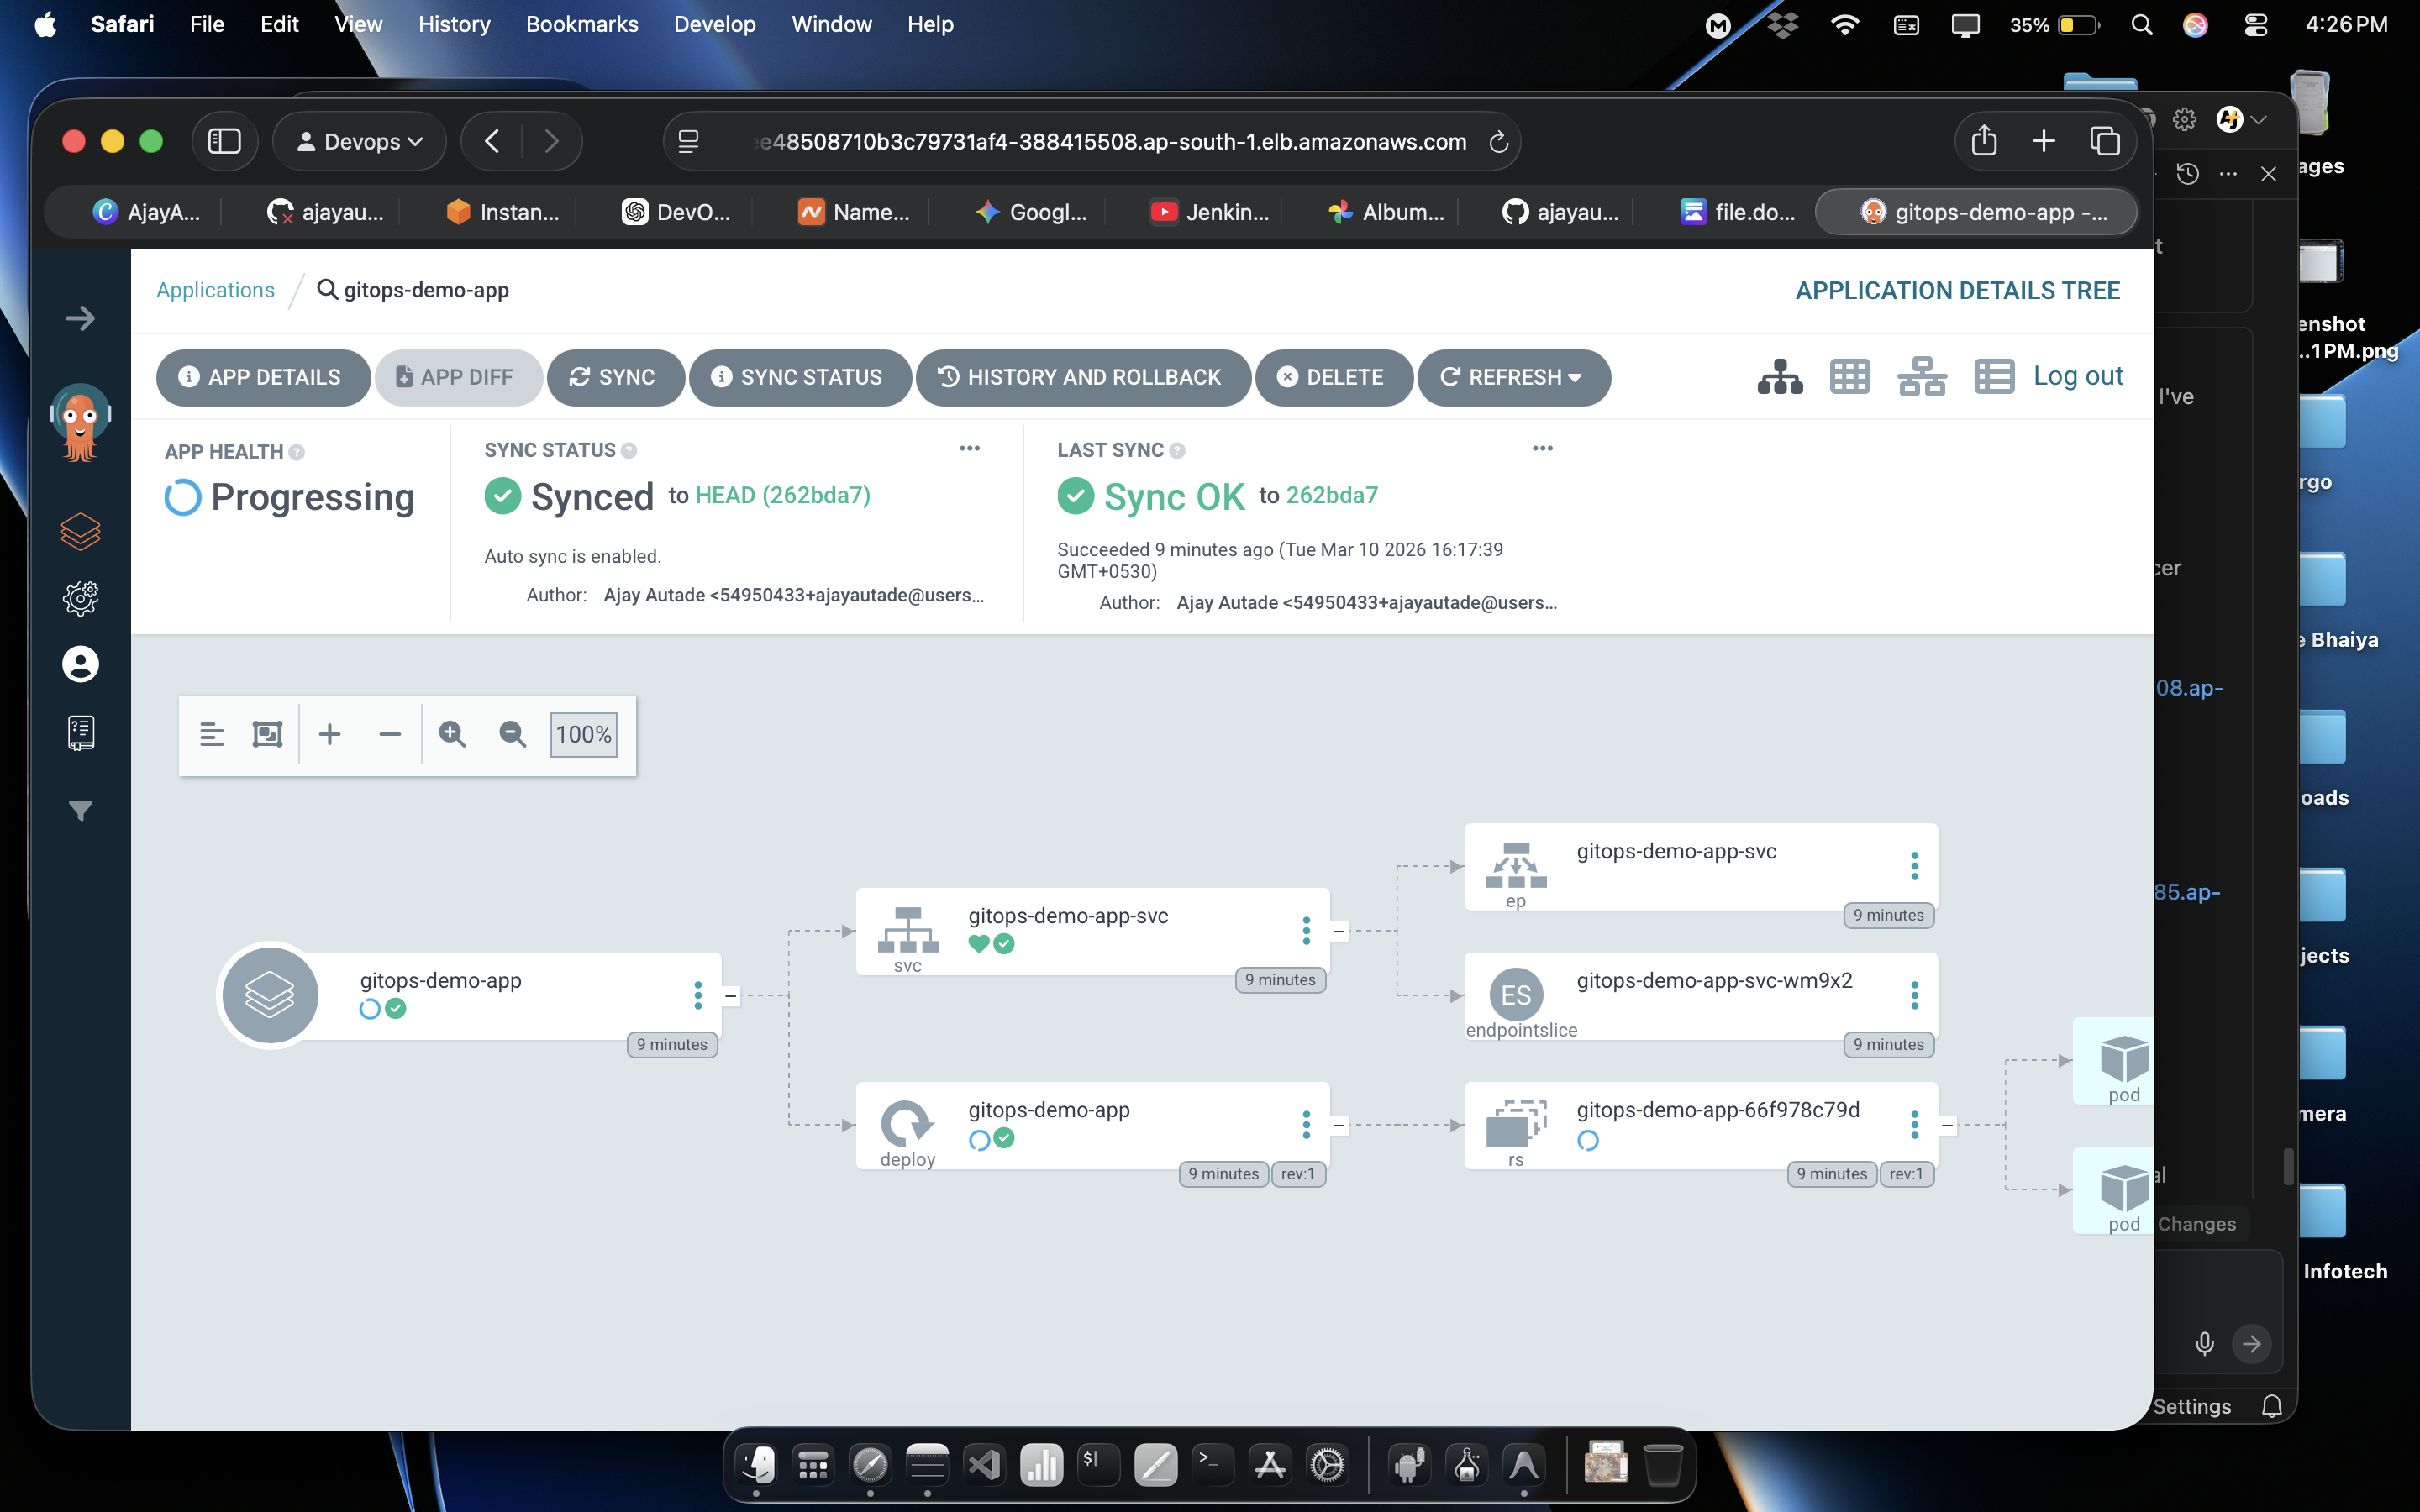 Safari File Edit View History Bookmarks Develop Window Help
35% 4:26 PM
Devops
e48508710b3c79731af4-388415508.ap-south-1.elb.amazonaws.com
AjayA... ajayau... Instan... DevO... Name... Googl... Jenkin... Album... ajayau... file.do... gitops-demo-app -...
Applications / gitops-demo-app
APPLICATION DETAILS TREE
APP DETAILS APP DIFF SYNC SYNC STATUS HISTORY AND ROLLBACK DELETE REFRESH
Log out
APP HEALTH
Progressing
SYNC STATUS
Synced to HEAD (262bda7)
Auto sync is enabled.
Author: Ajay Autade <54950433+ajayautade@users...
LAST SYNC
Sync OK to 262bda7
Succeeded 9 minutes ago (Tue Mar 10 2026 16:17:39
GMT+0530)
Author: Ajay Autade <54950433+ajayautade@users...
100%
gitops-demo-app
9 minutes
gitops-demo-app-svc
svc
9 minutes
gitops-demo-app
deploy
9 minutes rev:1
gitops-demo-app-svc
ep
9 minutes
ES
gitops-demo-app-svc-wm9x2
endpointslice
9 minutes
gitops-demo-app-66f978c79d
rs
9 minutes rev:1
pod
pod
I've
08.ap-
85.ap-
Changes
Settings
ages
enshot
..1PM.png
rgo
e Bhaiya
oads
jects
mera
Infotech